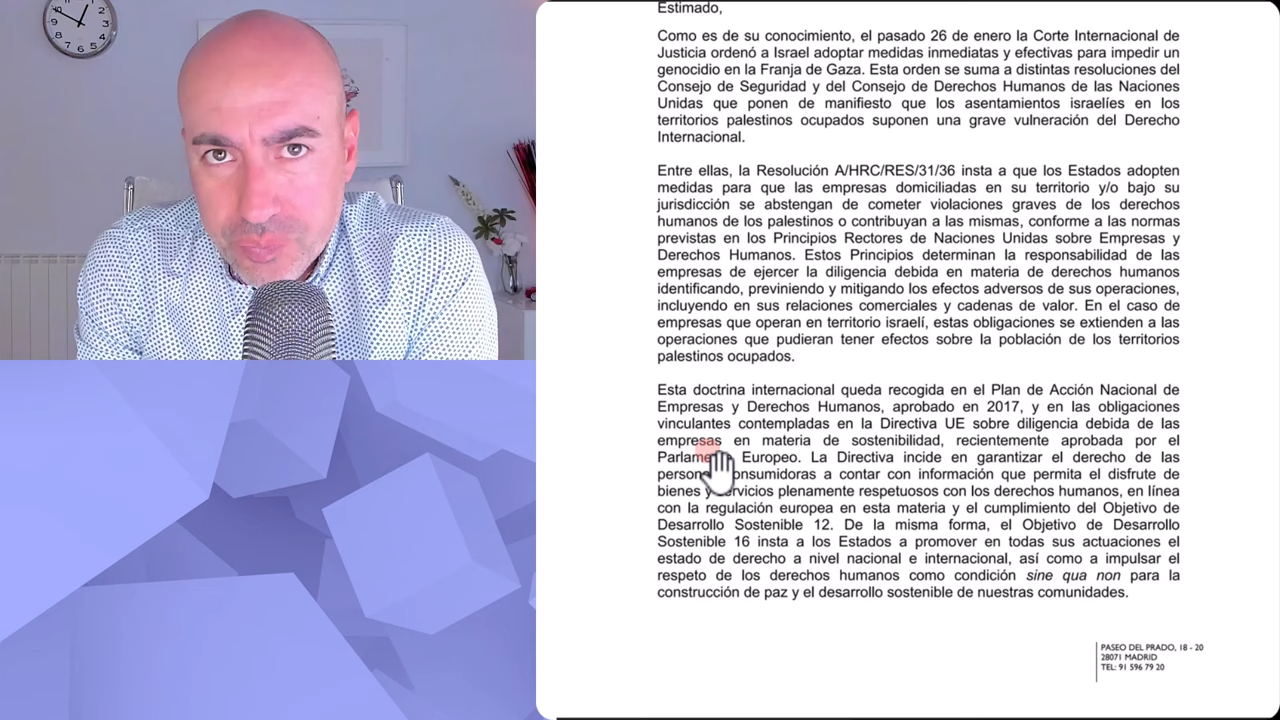 Estimado,
Como es de su conocimiento, el pasado 26 de enero la Corte Internacional de
Justicia ordenó a Israel adoptar medidas inmediatas y efectivas para impedir un
genocidio en la Franja de Gaza. Esta orden se suma a distintas resoluciones del
Consejo de Seguridad y del Consejo de Derechos Humanos de las Naciones
Unidas que ponen de manifiesto que los asentamientos israelíes en los
territorios palestinos ocupados suponen una grave vulneración del Derecho
Internacional.
Entre ellas, la Resolución A/HRC/RES/31/36 insta a que los Estados adopten
medidas para que las empresas domiciliadas en su territorio y/o bajo su
jurisdicción se abstengan de cometer violaciones graves de los derechos
humanos de los palestinos o contribuyan a las mismas, conforme a las normas
previstas en los Principios Rectores de Naciones Unidas sobre Empresas y
Derechos Humanos. Estos Principios determinan la responsabilidad de las
empresas de ejercer la diligencia debida en materia de derechos humanos
identificando, previniendo y mitigando los efectos adversos de sus operaciones,
incluyendo en sus relaciones comerciales y cadenas de valor. En el caso de
empresas que operan en territorio israelí, estas obligaciones se extienden a las
operaciones que pudieran tener efectos sobre la población de los territorios
palestinos ocupados.
Esta doctrina internacional queda recogida en el Plan de Acción Nacional de
Empresas y Derechos Humanos, aprobado en 2017, y en las obligaciones
vinculantes contempladas en la Directiva UE sobre diligencia debida de las
empresas en materia de sostenibilidad, recientemente aprobada por el
Europeo. La Directiva incide en garantizar el derecho de las
a contar con información que permita el disfrute de
bienes y plenamente respetuosos con los derechos humanos, en línea
con la regulación europea en esta materia y el cumplimiento del Objetivo de
Desarrollo Sostenible 12. De la misma forma, el Objetivo de Desarrollo
Sostenible 16 insta a los Estados a promover en todas sus actuaciones el
estado de derecho a nivel nacional e internacional, así como a impulsar el
respeto de los derechos humanos como condición sine qua non para la
construcción de paz y el desarrollo sostenible de nuestras comunidades.
PASEO DEL PRADO, 18 - 20
28071 MADRID
TEL: 91 596 79 20